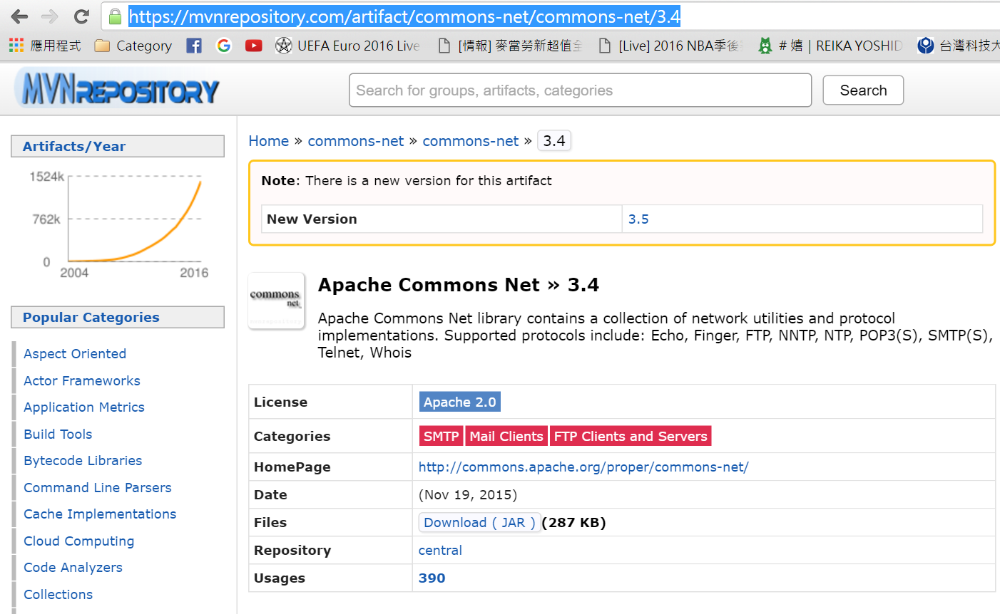 https://mvnrepository.com/artifact/commons-net/commons-net/3.4
應用程式 Category UEFA Euro 2016 Live [情報] 麥當勞新超值全 [Live] 2016 NBA季後 # 嬉 | REIKA YOSHID 台灣科技大
MVNREPOSITORY
Search for groups, artifacts, categories
Search
Artifacts/Year
1524k
762k
0
2004 2016
Popular Categories
Aspect Oriented
Actor Frameworks
Application Metrics
Build Tools
Bytecode Libraries
Command Line Parsers
Cache Implementations
Cloud Computing
Code Analyzers
Collections
Home » commons-net » commons-net » 3.4
Note: There is a new version for this artifact
New Version 3.5
commons
net
Apache Commons Net » 3.4
Apache Commons Net library contains a collection of network utilities and protocol
implementations. Supported protocols include: Echo, Finger, FTP, NNTP, NTP, POP3(S), SMTP(S),
Telnet, Whois
License Apache 2.0
Categories SMTP Mail Clients FTP Clients and Servers
HomePage http://commons.apache.org/proper/commons-net/
Date (Nov 19, 2015)
Files Download ( JAR ) (287 KB)
Repository central
Usages 390